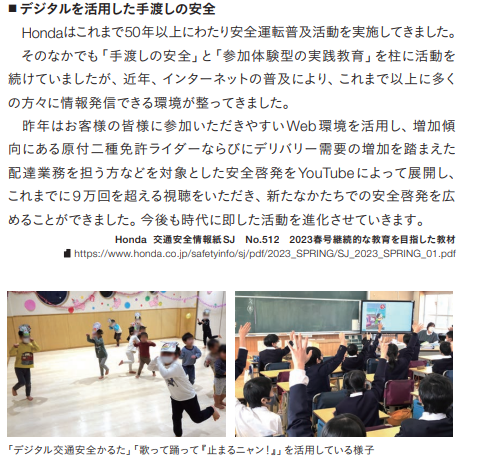 ■ デジタルを活用した手渡しの安全
Hondaはこれまで50年以上にわたり安全運転普及活動を実施してきました。
そのなかでも「手渡しの安全」と「参加体験型の実践教育」を柱に活動を
続けていましたが、近年、インターネットの普及により、これまで以上に多く
の方々に情報発信できる環境が整ってきました。
昨年はお客様の皆様に参加いただきやすいWeb環境を活用し、増加傾
向にある原付二種免許ライダーならびにデリバリー需要の増加を踏まえた
配達業務を担う方などを対象とした安全啓発をYouTubeによって展開し、
これまでに9万回を超える視聴をいただき、新たなかたちでの安全啓発を広
めることができました。今後も時代に即した活動を進化させていきます。
Honda 交通安全情報紙SJ No.512 2023春号継続的な教育を目指した教材
https://www.honda.co.jp/safetyinfo/sj/pdf/2023_SPRING/SJ_2023_SPRING_01.pdf
「デジタル交通安全かるた」「歌って踊って『止まるニャン!』」を活用している様子